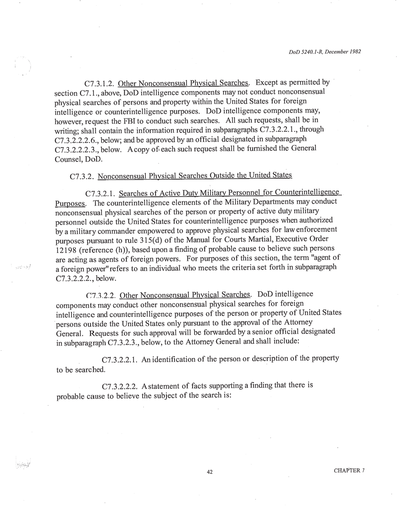 DoD 5240.1-R, December 1982
C7.3.1.2. Other Nonconsensual Physical Searches. Except as permitted by
section C7.1., above, DoD intelligence components may not conduct nonconsensual
physical searches of persons and property within the United States for foreign
intelligence or counterintelligence purposes. DoD intelligence components may,
however, request the FBI to conduct such searches. All such requests, shall be in
writing; shall contain the information required in subparagraphs C7.3.2.2.1., through
C7.3.2.2.6., below; and be approved by an official designated in subparagraph
C7.3.2.2.2.3., below. A copy of each such request shall be furnished the General
Counsel, DoD.
C7.3.2. Nonconsensual Physical Searches Outside the United States
C7.3.2.1. Searches of Active Duty Military Personnel for Counterintelligence
Purposes. The counterintelligence elements of the Military Departments may conduct
nonconsensual physical searches of the person or property of active duty military
personnel outside the United States for counterintelligence purposes when authorized
by a military commander empowered to approve physical searches for law enforcement
purposes pursuant to rule 315(d) of the Manual for Courts Martial, Executive Order
12198 (reference (h)), based upon a finding of probable cause to believe such persons
are acting as agents of foreign powers. For purposes of this section, the term "agent of
a foreign power" refers to an individual who meets the criteria set forth in subparagraph
C7.3.2.2.2., below.
C7.3.2.2. Other Nonconsensual Physical Searches. DoD intelligence
components may conduct other nonconsensual physical searches for foreign
intelligence and counterintelligence purposes of the person or property of United States
persons outside the United States only pursuant to the approval of the Attorney
General. Requests for such approval will be forwarded by a senior official designated
in subparagraph C7.3.2.3., below, to the Attorney General and shall include:
C7.3.2.2.1. An identification of the person or description of the property
to be searched.
C7.3.2.2.2. A statement of facts supporting a finding that there is
probable cause to believe the subject of the search is:
42
CHAPTER 7